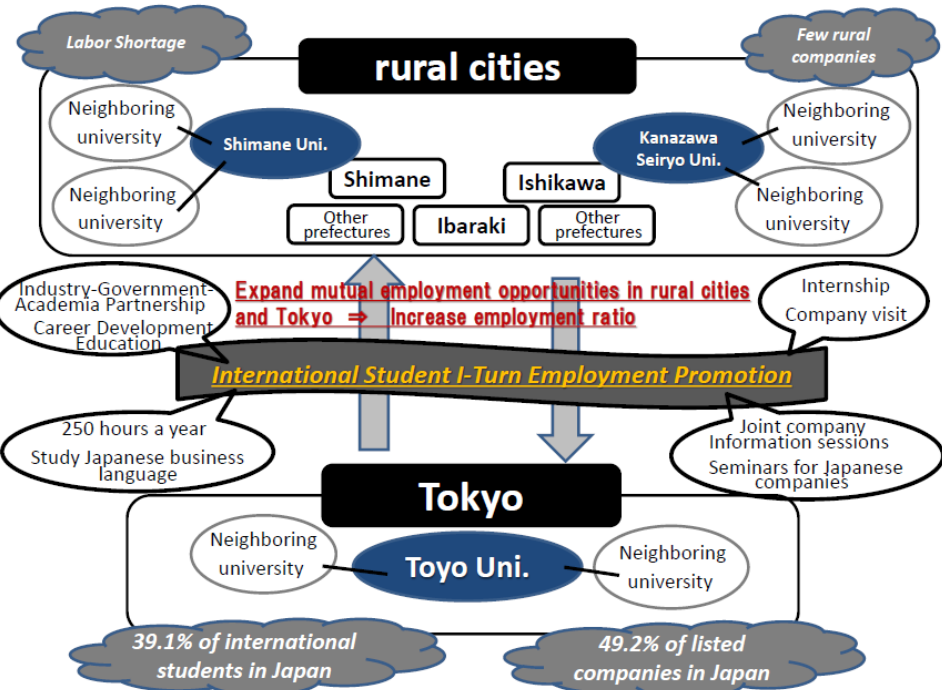 Labor Shortage
rural cities
Few rural
companies
Neighboring
university
Neighboring
university
Shimane Uni.
Kanazawa
Seiryo Uni.
Neighboring
university
Neighboring
university
Shimane
Ishikawa
Other
prefectures
Ibaraki
Other
prefectures
Industry-Government-
Academia Partnership
Career Development
Education
Expand mutual employment opportunities in rural cities
and Tokyo ⇒ Increase employment ratio
Internship
Company visit
International Student I-Turn Employment Promotion
250 hours a year
Study Japanese business
language
Joint company
Information sessions
Seminars for Japanese
companies
Tokyo
Neighboring
university
Toyo Uni.
Neighboring
university
39.1% of international
students in Japan
49.2% of listed
companies in Japan